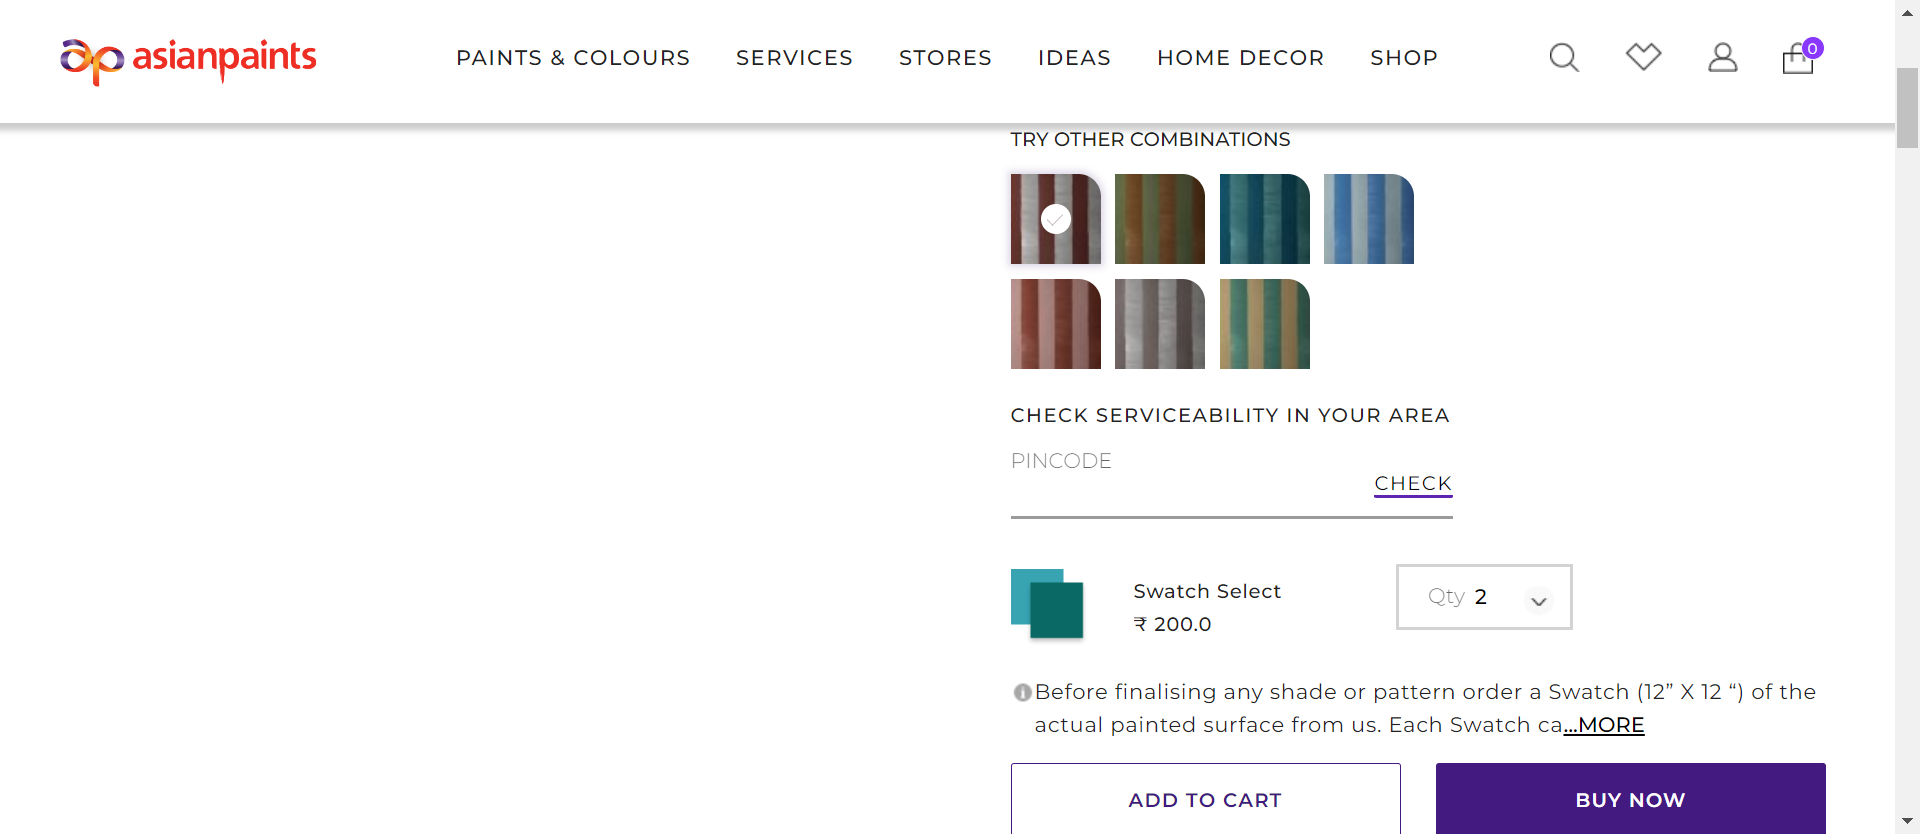 asianpaints
PAINTS & COLOURS SERVICES STORES IDEAS HOME DECOR SHOP
0
TRY OTHER COMBINATIONS
CHECK SERVICEABILITY IN YOUR AREA
PINCODE
CHECK
Swatch Select
₹ 200.0
Qty 2
Before finalising any shade or pattern order a Swatch (12” X 12 “) of the
actual painted surface from us. Each Swatch ca...MORE
ADD TO CART
BUY NOW